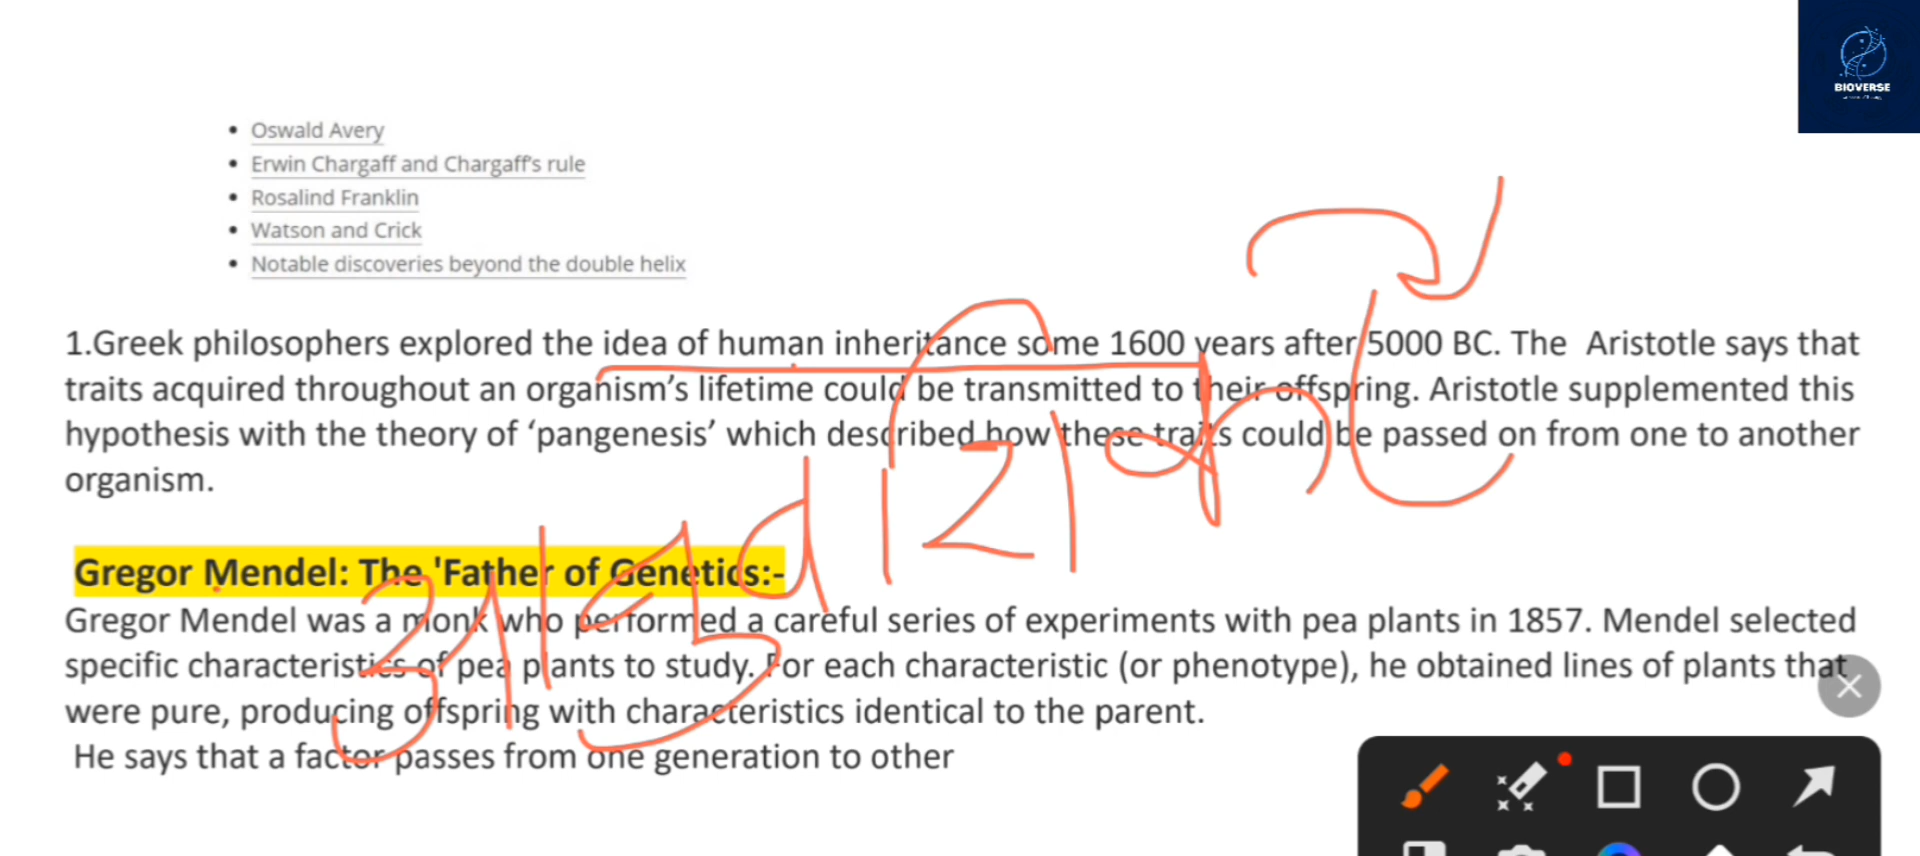 BIOVERSE
Oswald Avery
Erwin Chargaff and Chargaff's rule
Rosalind Franklin
Watson and Crick
Notable discoveries beyond the double helix
1.Greek philosophers explored the idea of human inheritance some 1600 years after 5000 BC. The Aristotle says that
traits acquired throughout an organism's lifetime could be transmitted to their offspring. Aristotle supplemented this
hypothesis with the theory of 'pangenesis' which described how these traits could be passed on from one to another
organism.
Gregor Mendel: The 'Father of Genetics:-
Gregor Mendel was a monk who performed a careful series of experiments with pea plants in 1857. Mendel selected
specific characteristics of pea plants to study. For each characteristic (or phenotype), he obtained lines of plants that
were pure, producing offspring with characteristics identical to the parent.
He says that a factor passes from one generation to other